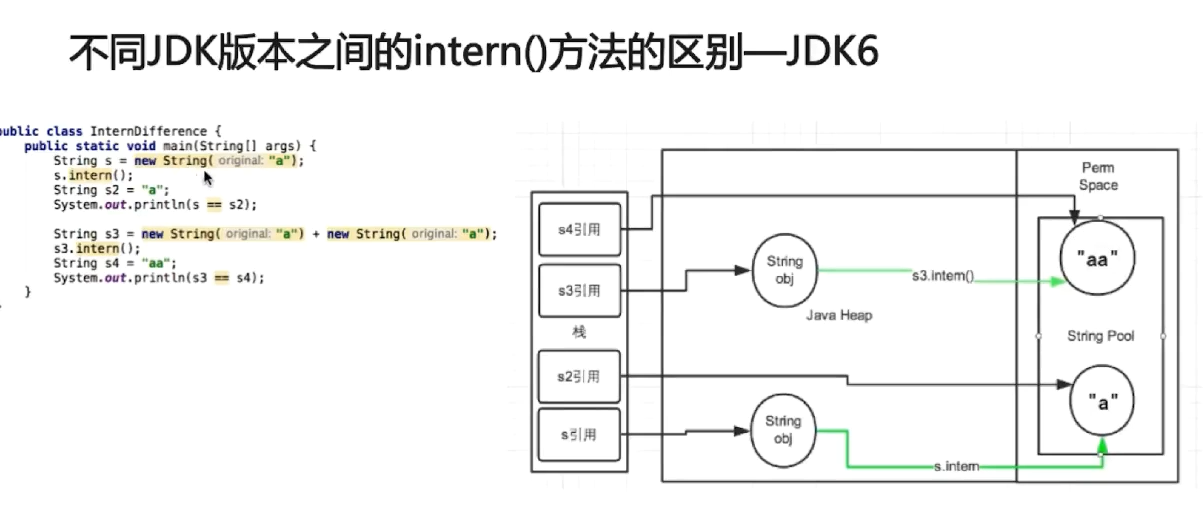 不同JDK版本之间的intern()方法的区别—JDK6
public class InternDifference {
public static void main(String[] args) {
String s = new String( original: "a");
s.intern();
String s2 = "a";
System.out.println(s == s2);
String s3 = new String( original: "a") + new String( original: "a");
s3.intern();
String s4 = "aa";
System.out.println(s3 == s4);
}
s4引用
s3引用
栈
s2引用
s引用
String
obj
s3.intern()
Java Heap
String
obj
s.intern
Perm
Space
"aa"
String Pool
"a"